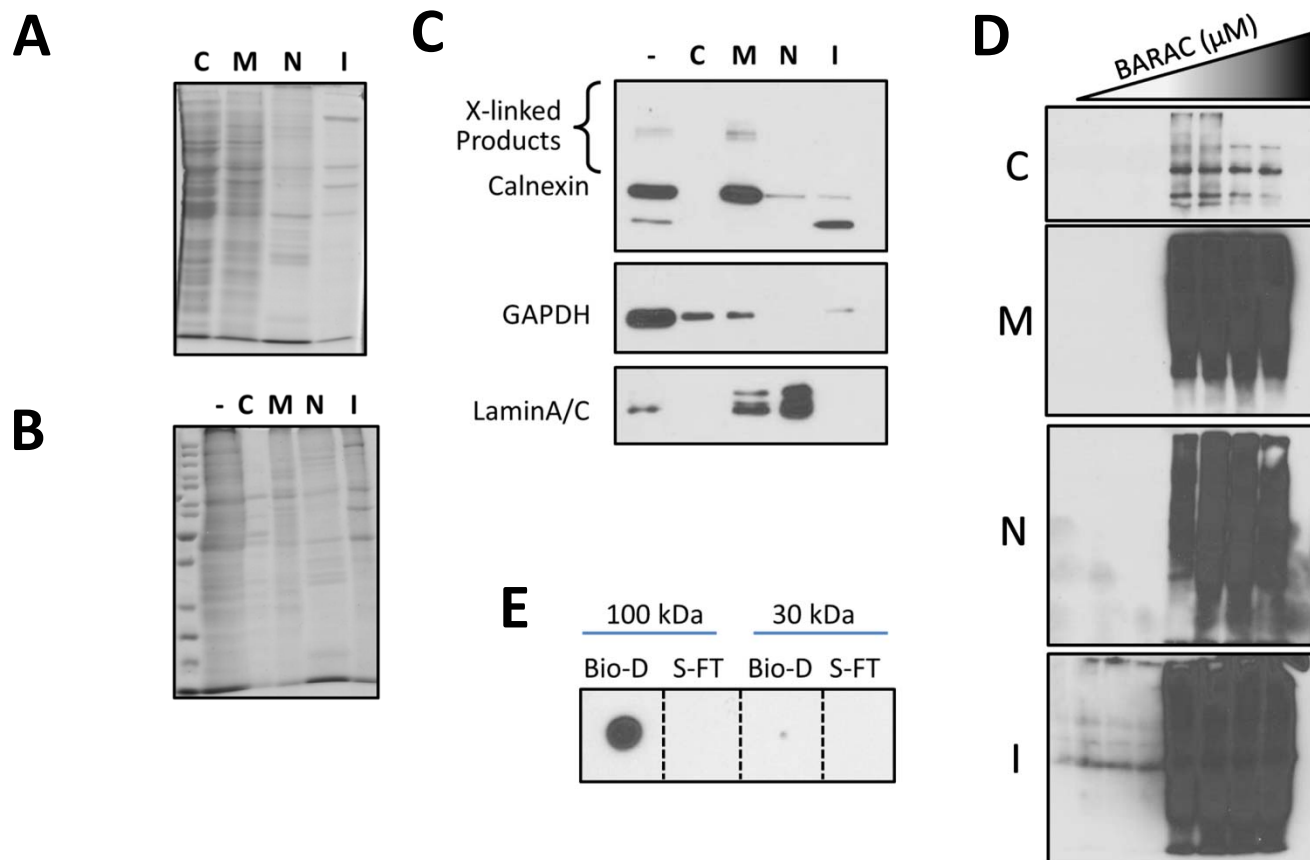 A
C M N I
B
- C M N I
C
- C M N I
X-linked
Products
Calnexin
GAPDH
LaminA/C
D
BARAC (µM)
C
M
N
I
E
100 kDa 30 kDa
Bio-D S-FT Bio-D S-FT